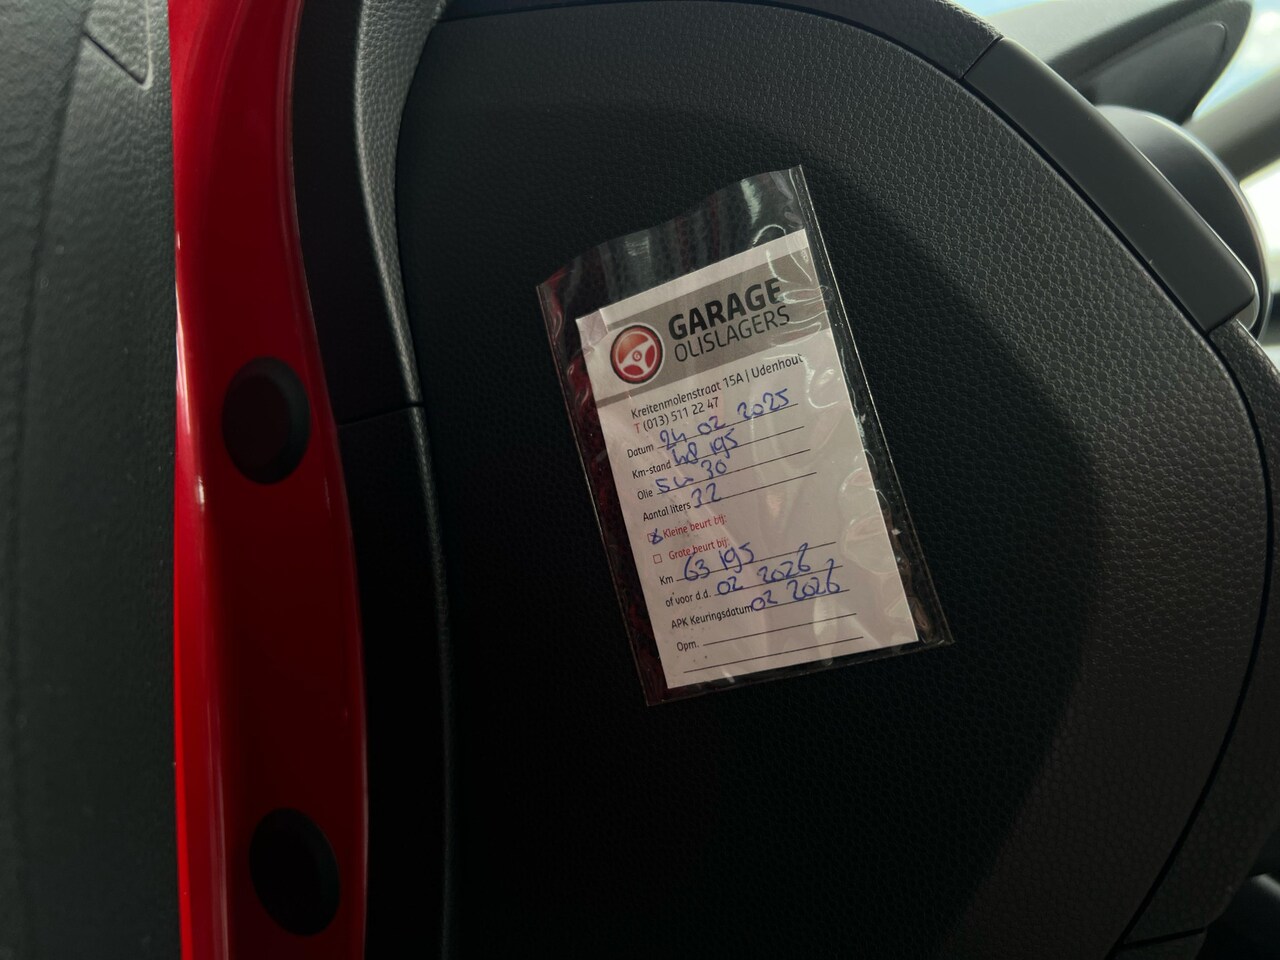 GARAGE
OLISLAGERS
Kreitenmolenstraat 15A | Udenhout
T (013) 511 22 47
Datum 24 02 2025
Km-stand 48 195
Olie 5w 30
Aantal liters 3.2
Kleine beurt bij:
Grote beurt bij:
Km 63 195
of voor d.d. 02 2026
APK Keuringsdatum 02 2026
Opm.